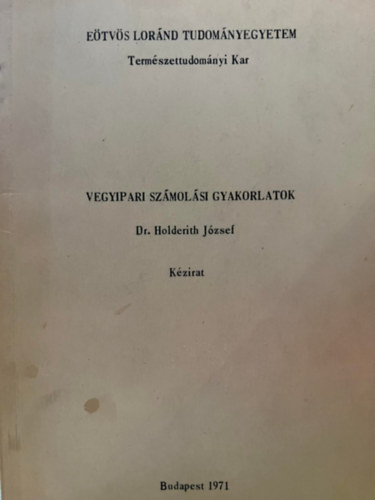 EÖTVÖS LORÁND TUDOMÁNYEGYETEM
Természettudományi Kar
VEGYIPARI SZÁMOLÁSI GYAKORLATOK
Dr. Holderith József
Kézirat
Budapest 1971